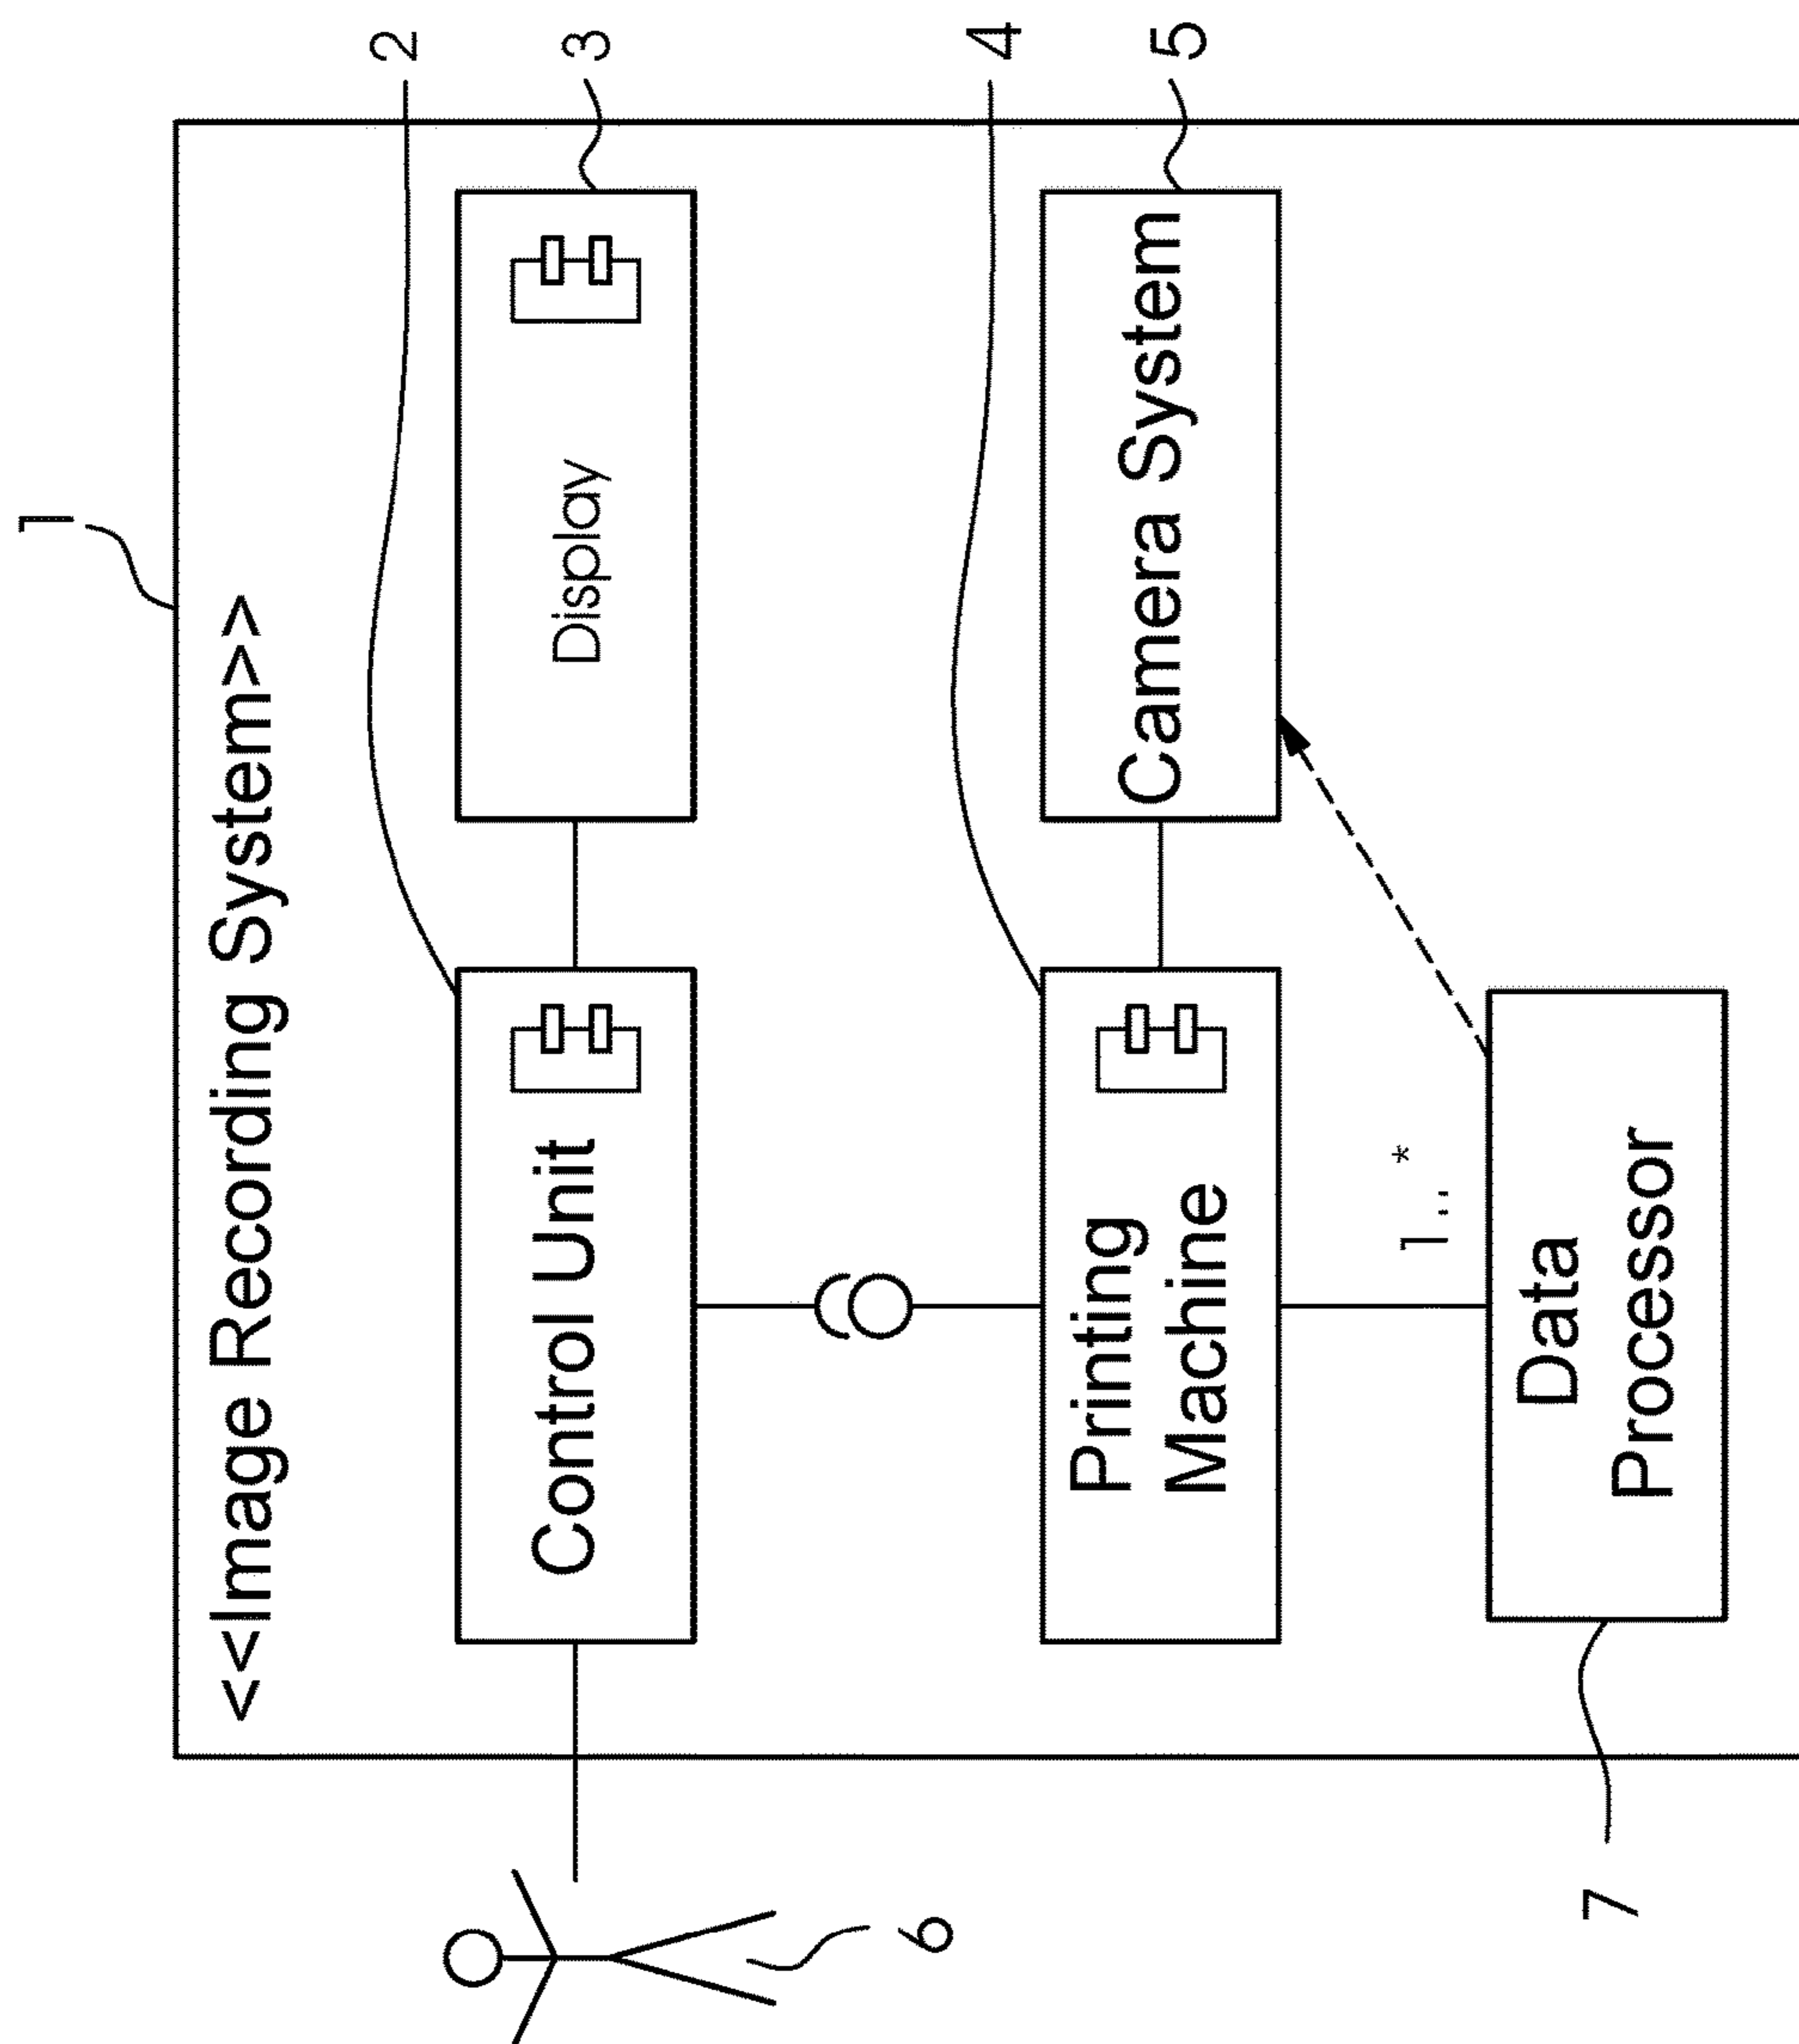 1
<<Image Recording System>>
2
3
Control Unit
Display
4
5
Printing
Machine
Camera System
1..*
Data
Processor
6
7